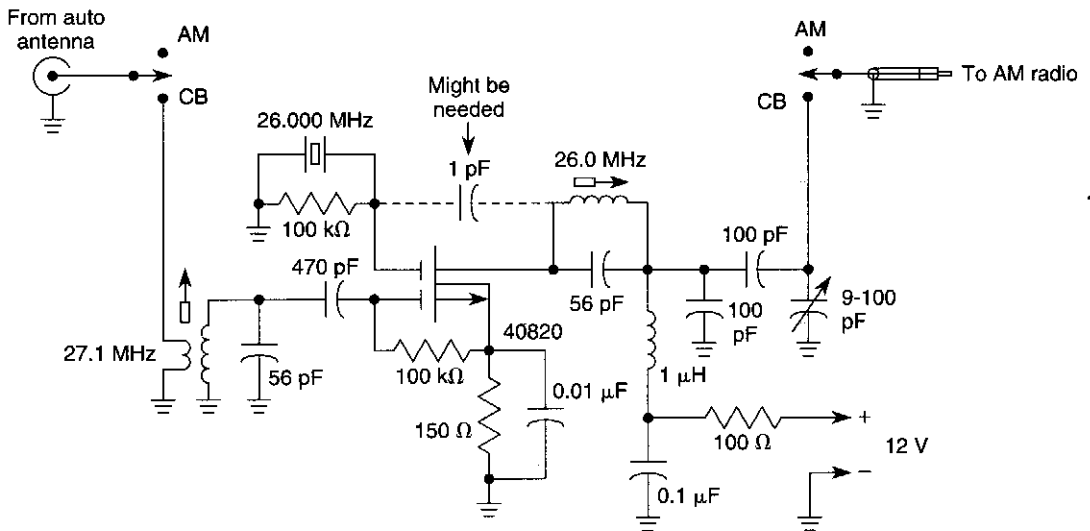 From auto
antenna
AM
CB
AM
CB
To AM radio
Might be
needed
26.000 MHz
1 pF
26.0 MHz
100 kΩ
470 pF
100 pF
56 pF
100
pF
9-100
pF
27.1 MHz
56 pF
40820
100 kΩ
0.01 μF
1 μH
150 Ω
100 Ω
+
12 V
−
0.1 μF